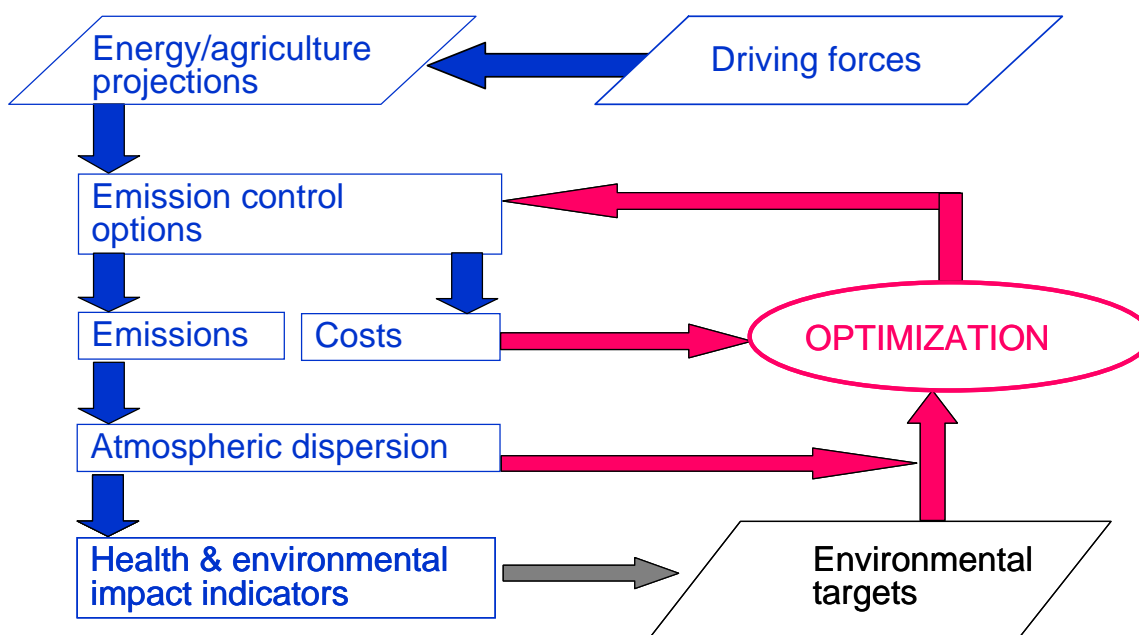 Energy/agriculture
projections
Driving forces
Emission control
options
Emissions
Costs
OPTIMIZATION
Atmospheric dispersion
Health & environmental
impact indicators
Environmental
targets